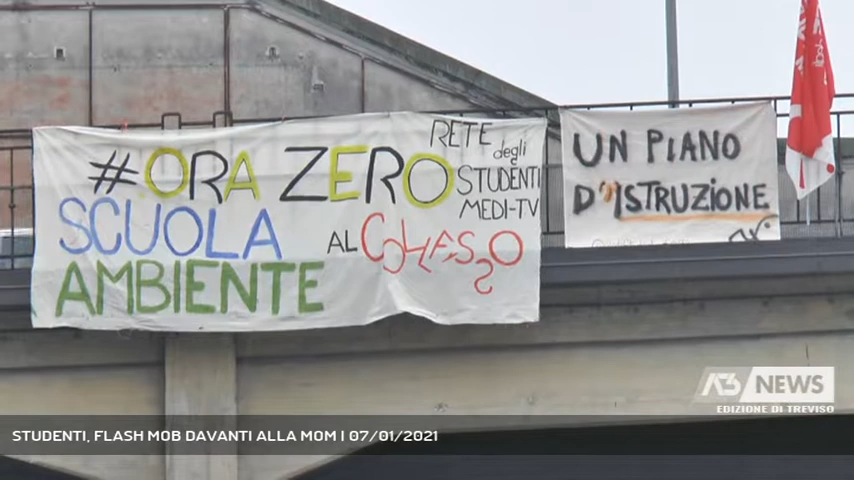 #ORA ZERO
SCUOLA
AMBIENTE
RETE
degli
STUDENTI
MEDI-TV
AL COLLASSO
UN PIANO
D'ISTRUZIONE
A3 NEWS
EDIZIONE DI TREVISO
STUDENTI, FLASH MOB DAVANTI ALLA MOM | 07/01/2021